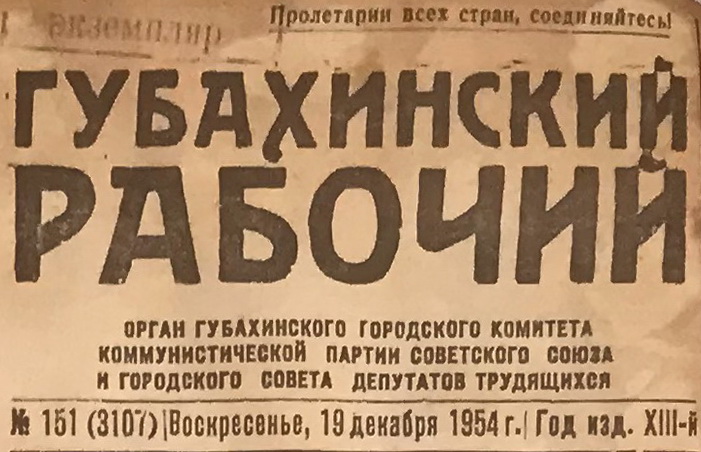 экземпляр
Пролетарии всех стран, соединяйтесь!
ГУБАХИНСКИЙ
РАБОЧИЙ
ОРГАН ГУБАХИНСКОГО ГОРОДСКОГО КОМИТЕТА
КОММУНИСТИЧЕСКОЙ ПАРТИИ СОВЕТСКОГО СОЮЗА
И ГОРОДСКОГО СОВЕТА ДЕПУТАТОВ ТРУДЯЩИХСЯ
№ 151 (3107) | Воскресенье, 19 декабря 1954 г. | Год изд. XIII-й